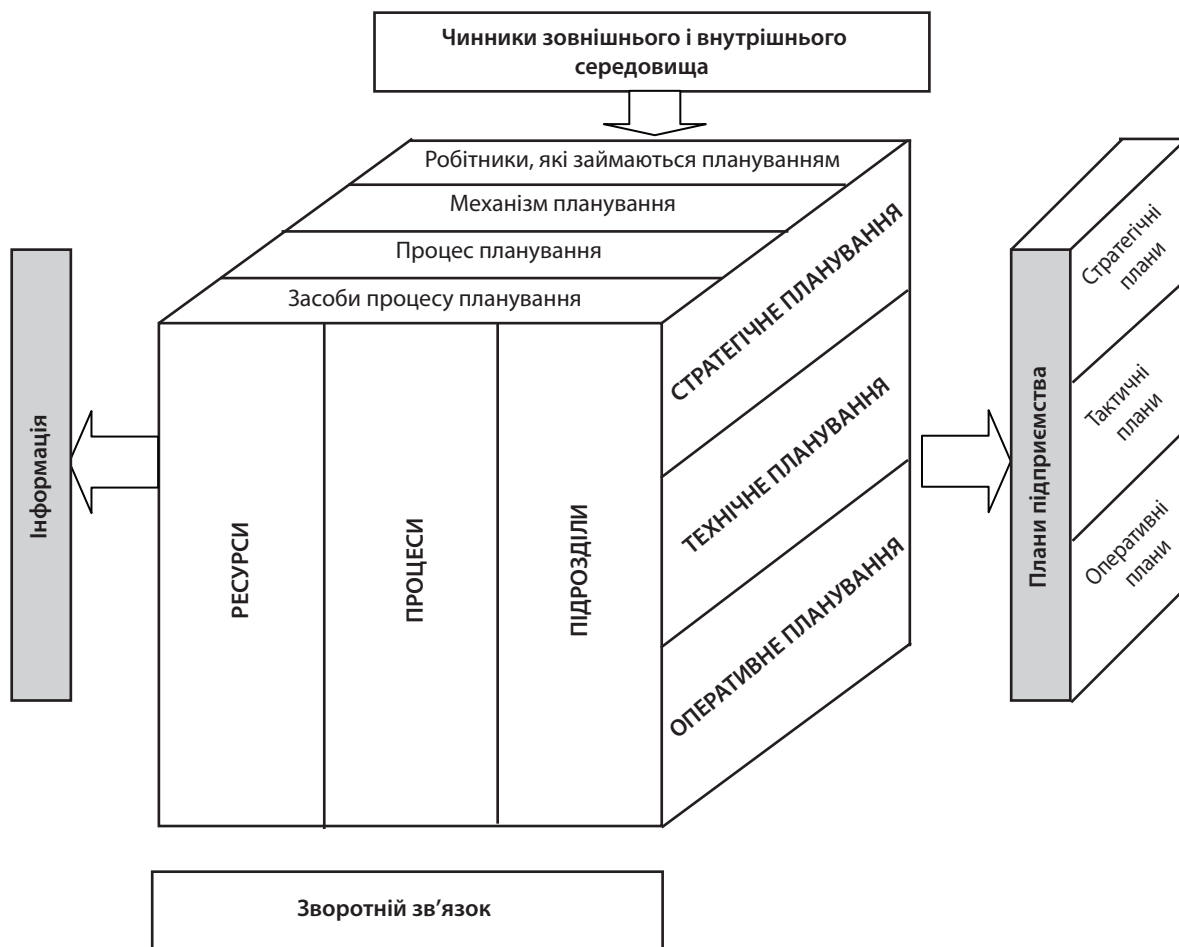 Чинники зовнішнього і внутрішнього
середовища
Робітники, які займаються плануванням
Механізм планування
Процес планування
Засоби процесу планування
Інформація
РЕСУРСИ
ПРОЦЕСИ
ПІДРОЗДІЛИ
СТРАТЕГІЧНЕ ПЛАНУВАННЯ
ТЕХНІЧНЕ ПЛАНУВАННЯ
ОПЕРАТИВНЕ ПЛАНУВАННЯ
Плани підприємства
Стратегічні
плани
Тактичні
плани
Оперативні
плани
Зворотній зв’язок